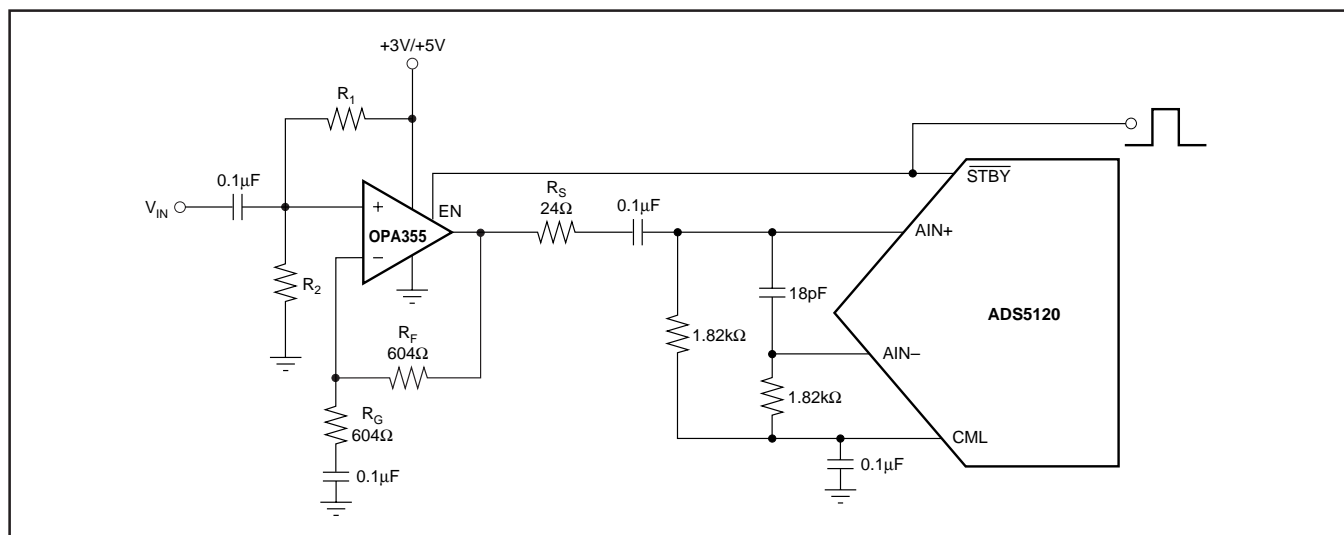 +3V/+5V
R1
0.1μF
VIN
+
EN
OPA355
−
R2
RS
24Ω
0.1μF
STBY
AIN+
18pF
ADS5120
1.82kΩ
AIN–
RF
604Ω
1.82kΩ
RG
604Ω
CML
0.1μF
0.1μF